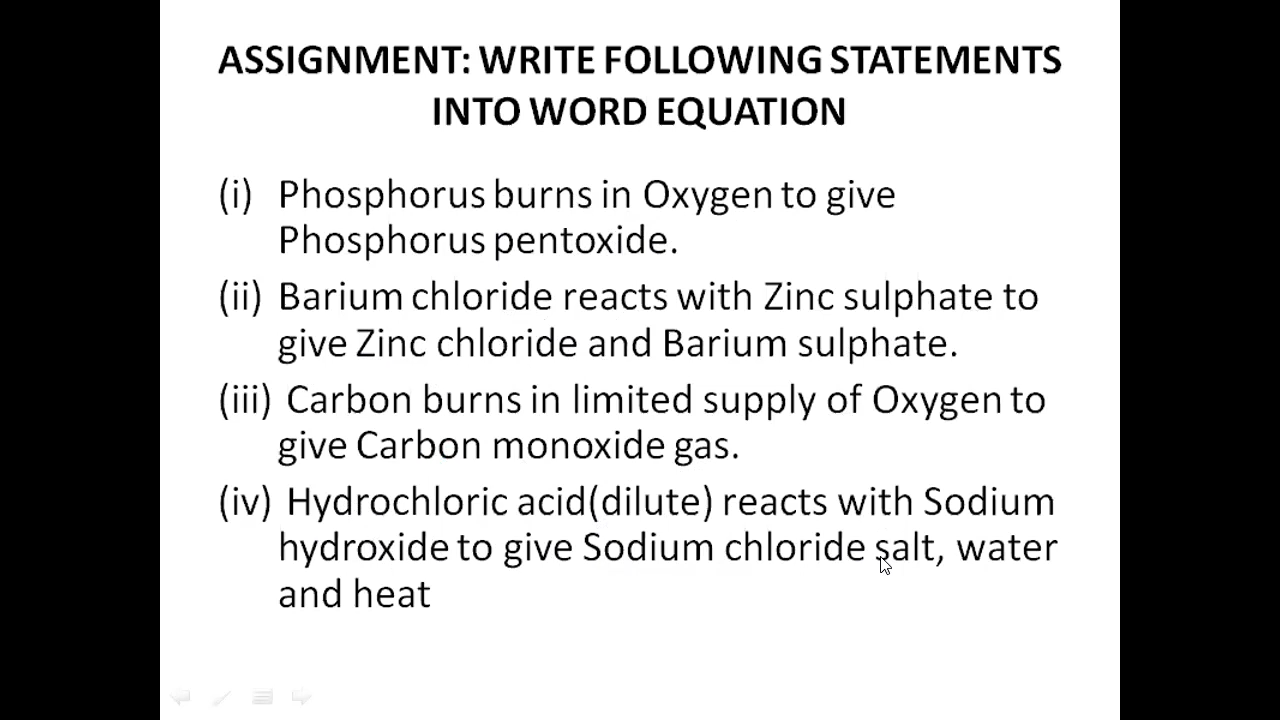 ASSIGNMENT: WRITE FOLLOWING STATEMENTS
INTO WORD EQUATION
(i) Phosphorus burns in Oxygen to give
Phosphorus pentoxide.
(ii) Barium chloride reacts with Zinc sulphate to
give Zinc chloride and Barium sulphate.
(iii) Carbon burns in limited supply of Oxygen to
give Carbon monoxide gas.
(iv) Hydrochloric acid(dilute) reacts with Sodium
hydroxide to give Sodium chloride salt, water
and heat